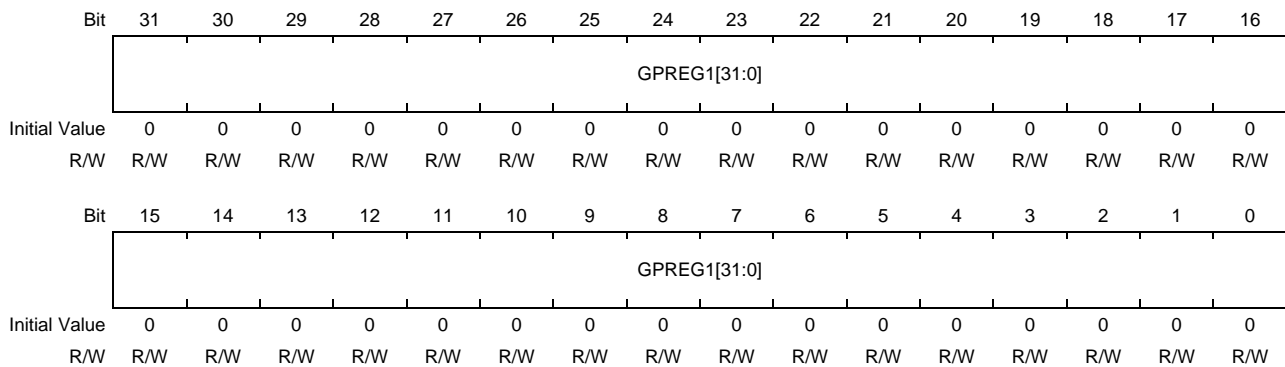 Bit 31 30 29 28 27 26 25 24 23 22 21 20 19 18 17 16
GPREG1[31:0]
Initial Value 0 0 0 0 0 0 0 0 0 0 0 0 0 0 0 0
R/W R/W R/W R/W R/W R/W R/W R/W R/W R/W R/W R/W R/W R/W R/W R/W R/W
Bit 15 14 13 12 11 10 9 8 7 6 5 4 3 2 1 0
GPREG1[31:0]
Initial Value 0 0 0 0 0 0 0 0 0 0 0 0 0 0 0 0
R/W R/W R/W R/W R/W R/W R/W R/W R/W R/W R/W R/W R/W R/W R/W R/W R/W